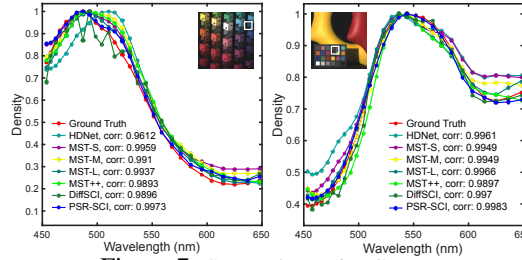 1
0.9
0.8
0.7
0.6
0.5
0.4
0.3
0.2
0.1
Density
Ground Truth
HDNet, corr: 0.9612
MST-S, corr: 0.9959
MST-M, corr: 0.991
MST-L, corr: 0.9937
MST++, corr: 0.9893
DiffSCI, corr: 0.9896
PSR-SCI, corr: 0.9973
450 500 550 600 650
Wavelength (nm)
1
0.9
0.8
0.7
0.6
0.5
0.4
Density
Ground Truth
HDNet, corr: 0.9961
MST-S, corr: 0.9949
MST-M, corr: 0.9949
MST-L, corr: 0.9966
MST++, corr: 0.9897
DiffSCI, corr: 0.997
PSR-SCI, corr: 0.9983
450 500 550 600 650
Wavelength (nm)